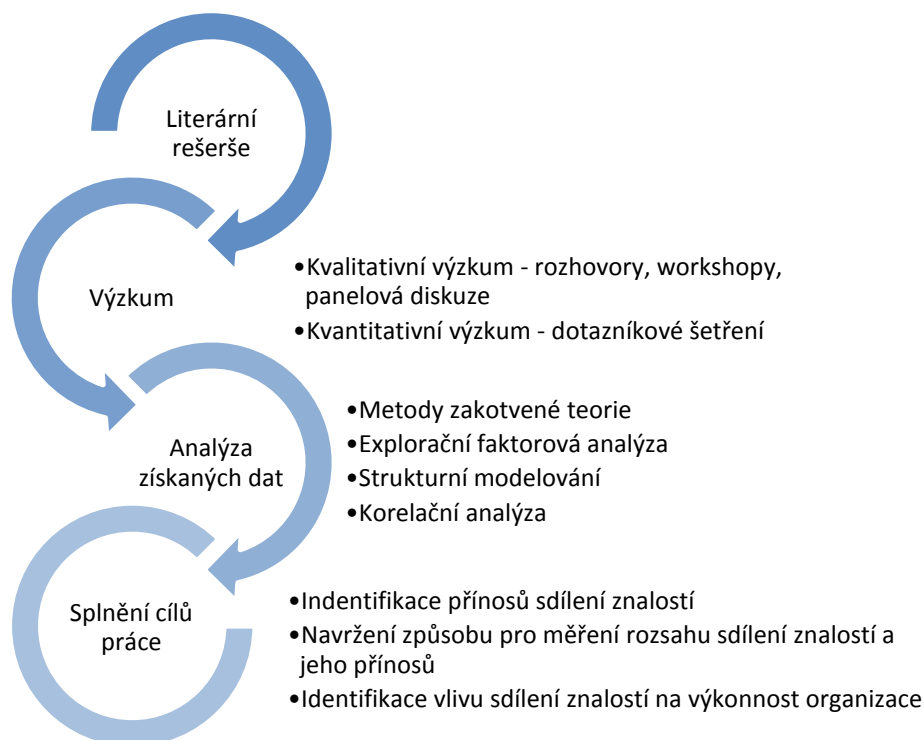 Literární
rešerše
Výzkum
•Kvalitativní výzkum - rozhovory, workshopy,
panelová diskuze
•Kvantitativní výzkum - dotazníkové šetření
Analýza
získaných dat
•Metody zakotvené teorie
•Explorační faktorová analýza
•Strukturní modelování
•Korelační analýza
Splnění cílů
práce
•Indentifikace přínosů sdílení znalostí
•Navržení způsobu pro měření rozsahu sdílení znalostí a
jeho přínosů
•Identifikace vlivu sdílení znalostí na výkonnost organizace